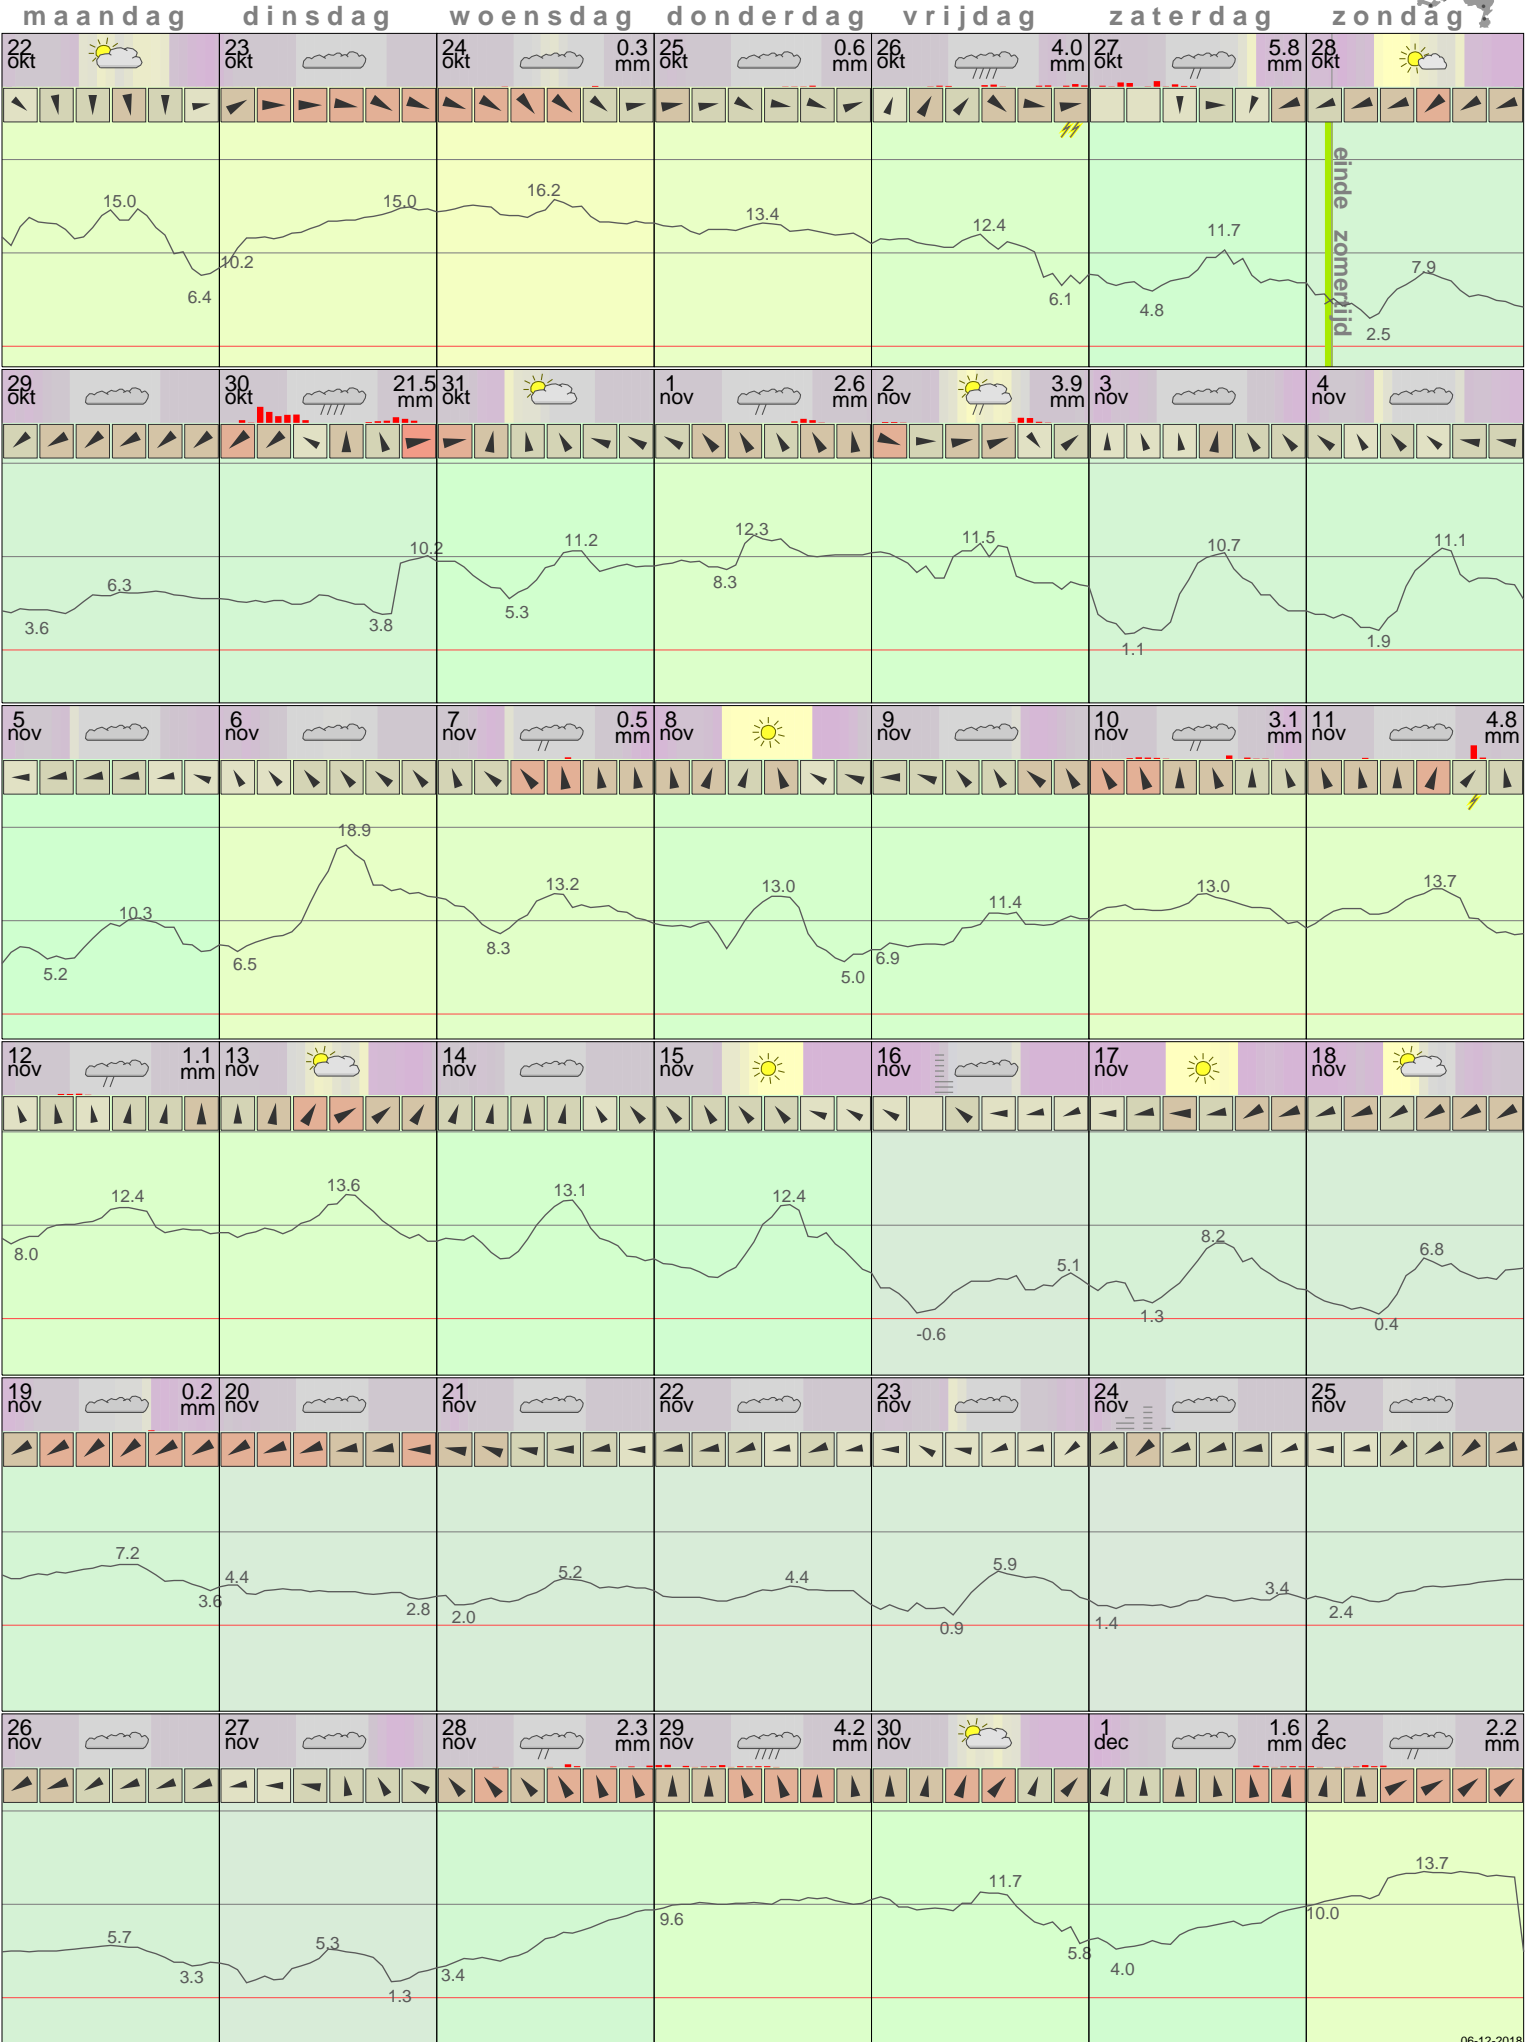 maandag dinsdag woensdag donderdag vrijdag zaterdag zondag
22 23 24 0.3 25 0.6 26 4.0 27 5.8 28
okt okt okt mm okt mm okt mm okt mm okt
15.0 6.4 10.2 15.0 16.2 13.4 12.4 6.1 4.8 11.7 7.9 2.5
einde zomertijd
29 30 21.5 31 1 2.6 2 3.9 3 4
okt okt mm okt nov mm nov mm nov nov
3.6 6.3 3.8 10.2 5.3 11.2 8.3 12.3 11.5 1.1 10.7 1.9 11.1
5 6 7 0.5 8 9 10 3.1 11 4.8
nov nov nov mm nov nov nov mm nov mm
5.2 10.3 6.5 18.9 8.3 13.2 13.0 5.0 6.9 11.4 13.0 13.7
12 1.1 13 14 15 16 17 18
nov mm nov nov nov nov nov nov
8.0 12.4 13.6 13.1 12.4 -0.6 5.1 1.3 8.2 0.4 6.8
19 0.2 20 21 22 23 24 25
nov mm nov nov nov nov nov nov
7.2 3.6 4.4 2.8 2.0 5.2 4.4 0.9 5.9 1.4 3.4 2.4
26 27 28 2.3 29 4.2 30 1 1.6 2 2.2
nov nov nov mm nov mm nov dec mm dec mm
5.7 3.3 5.3 1.3 3.4 9.6 11.7 5.8 4.0 10.0 13.7
06-12-2018